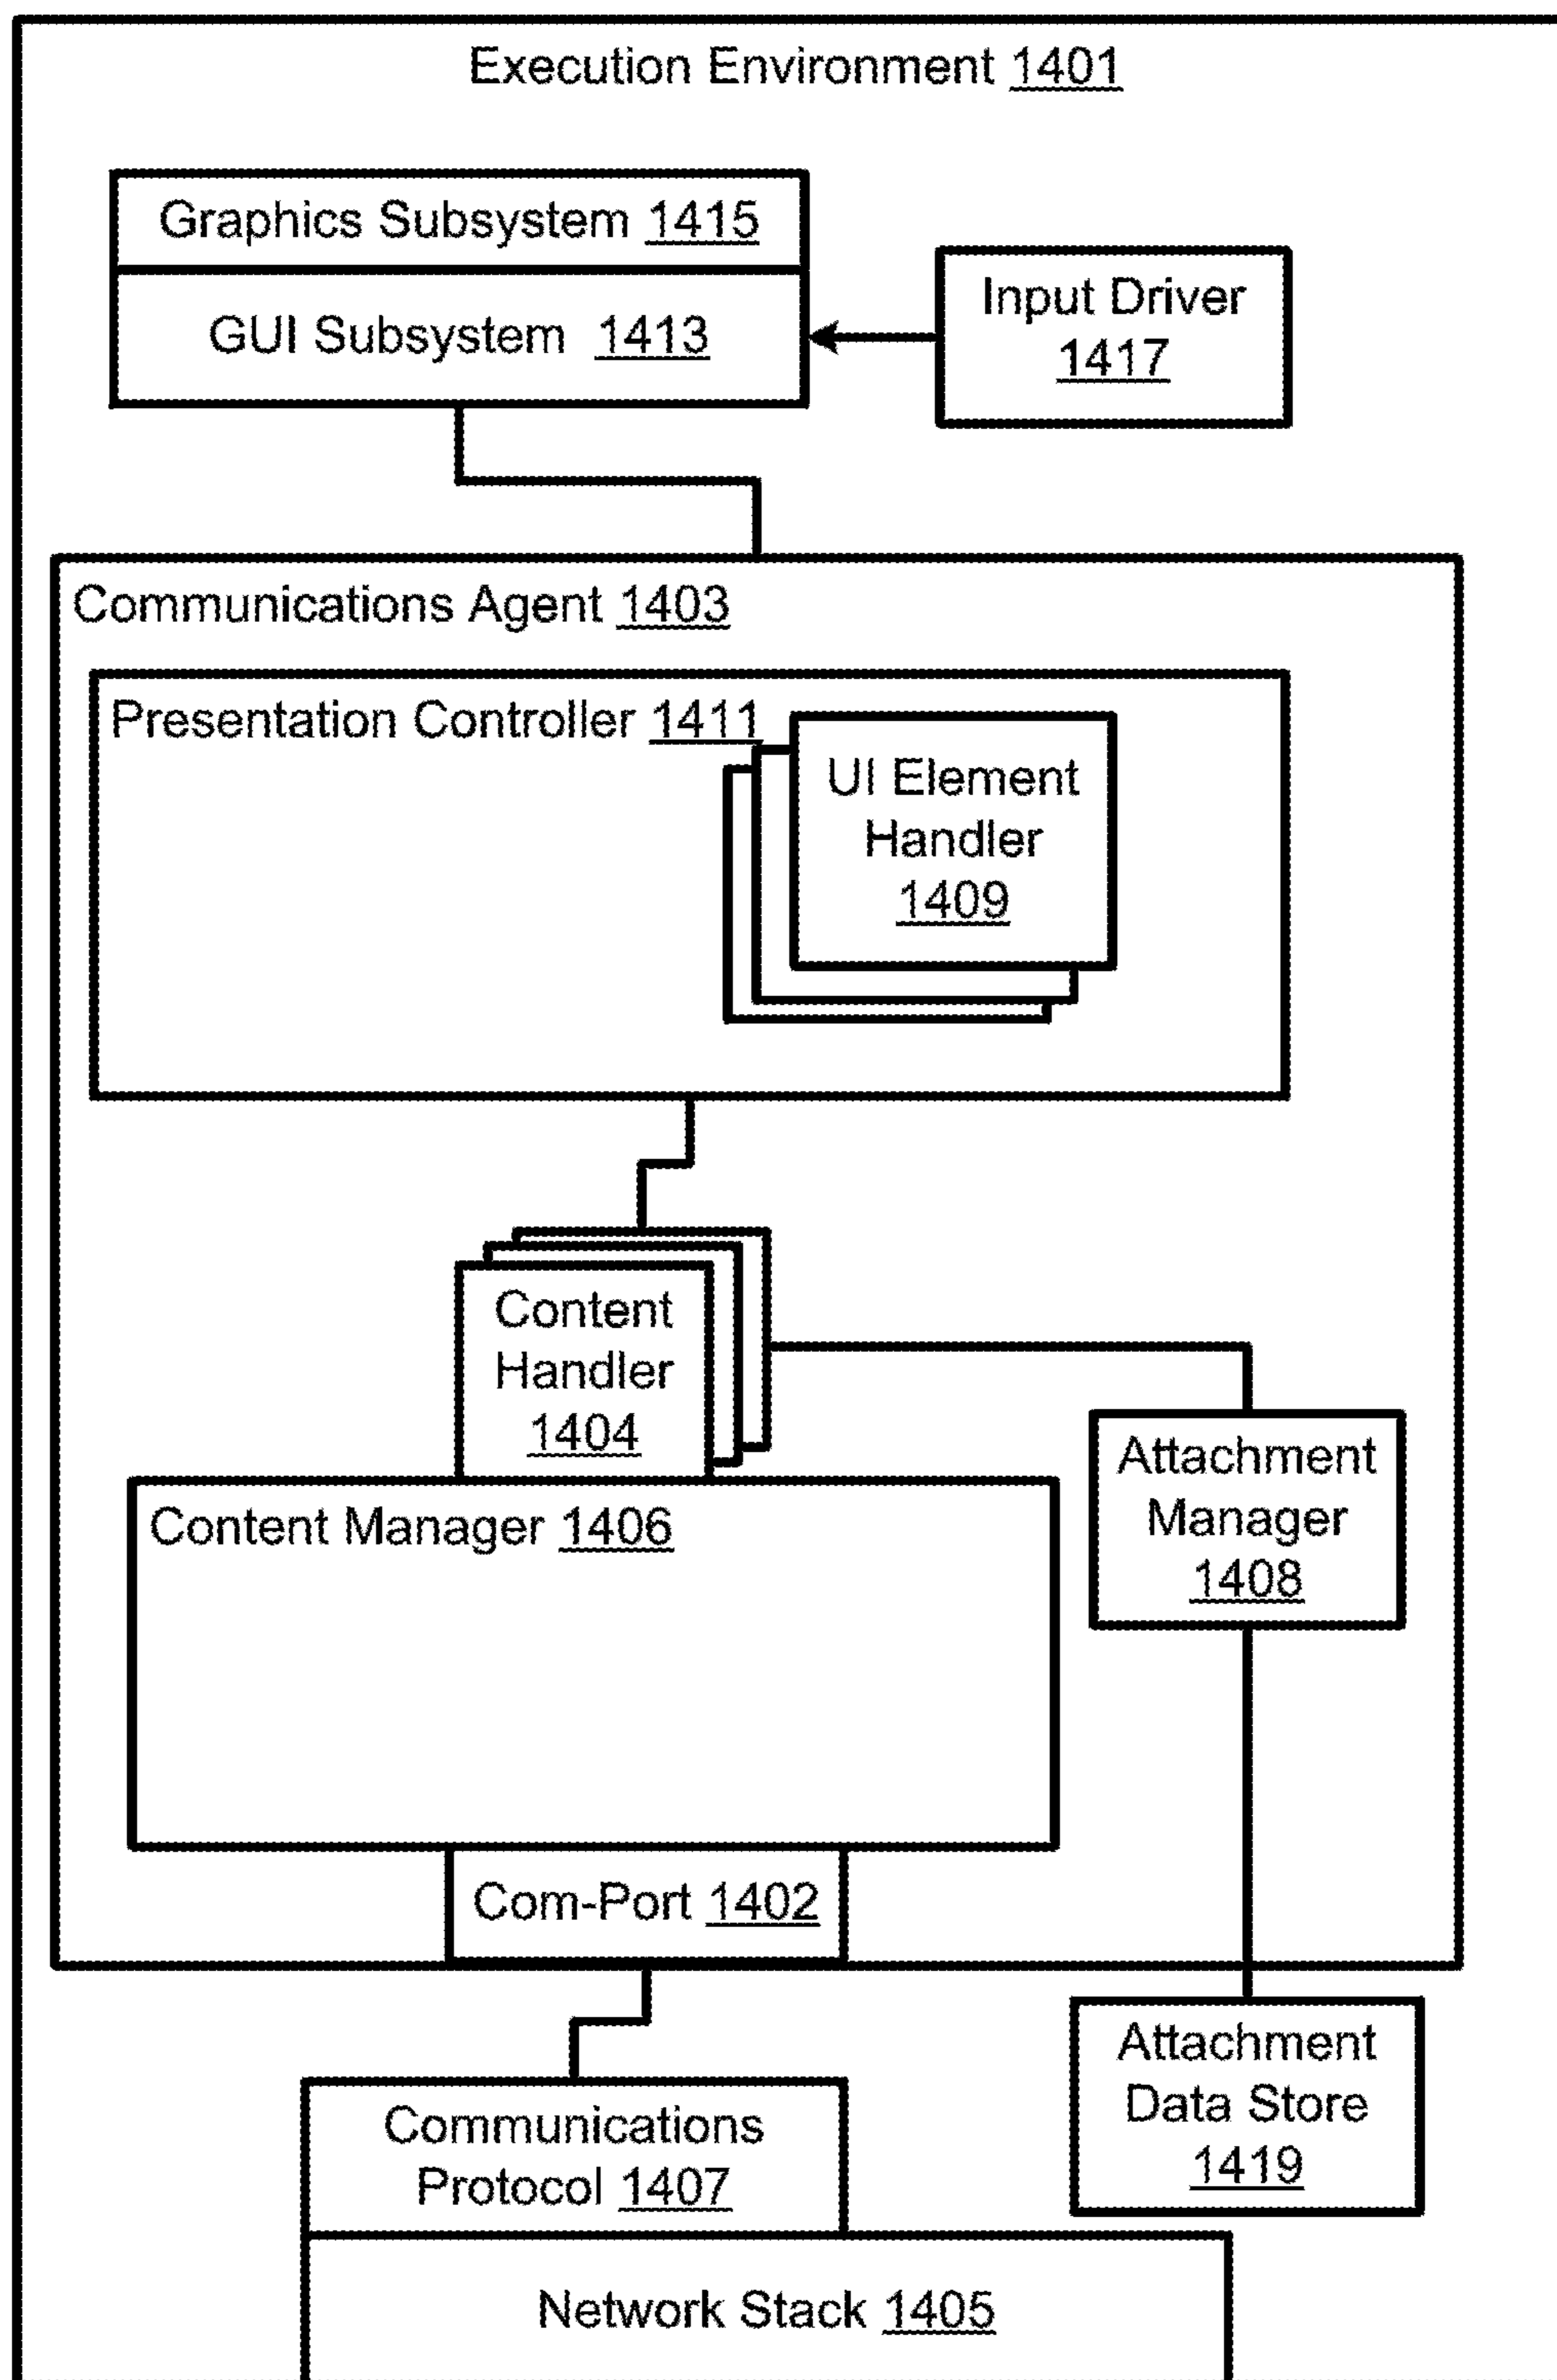 Execution Environment 1401
Graphics Subsystem 1415
GUI Subsystem 1413
Input Driver
1417
Communications Agent 1403
Presentation Controller 1411
UI Element
Handler
1409
Content
Handler
1404
Attachment
Manager
1408
Content Manager 1406
Com-Port 1402
Attachment
Data Store
1419
Communications
Protocol 1407
Network Stack 1405